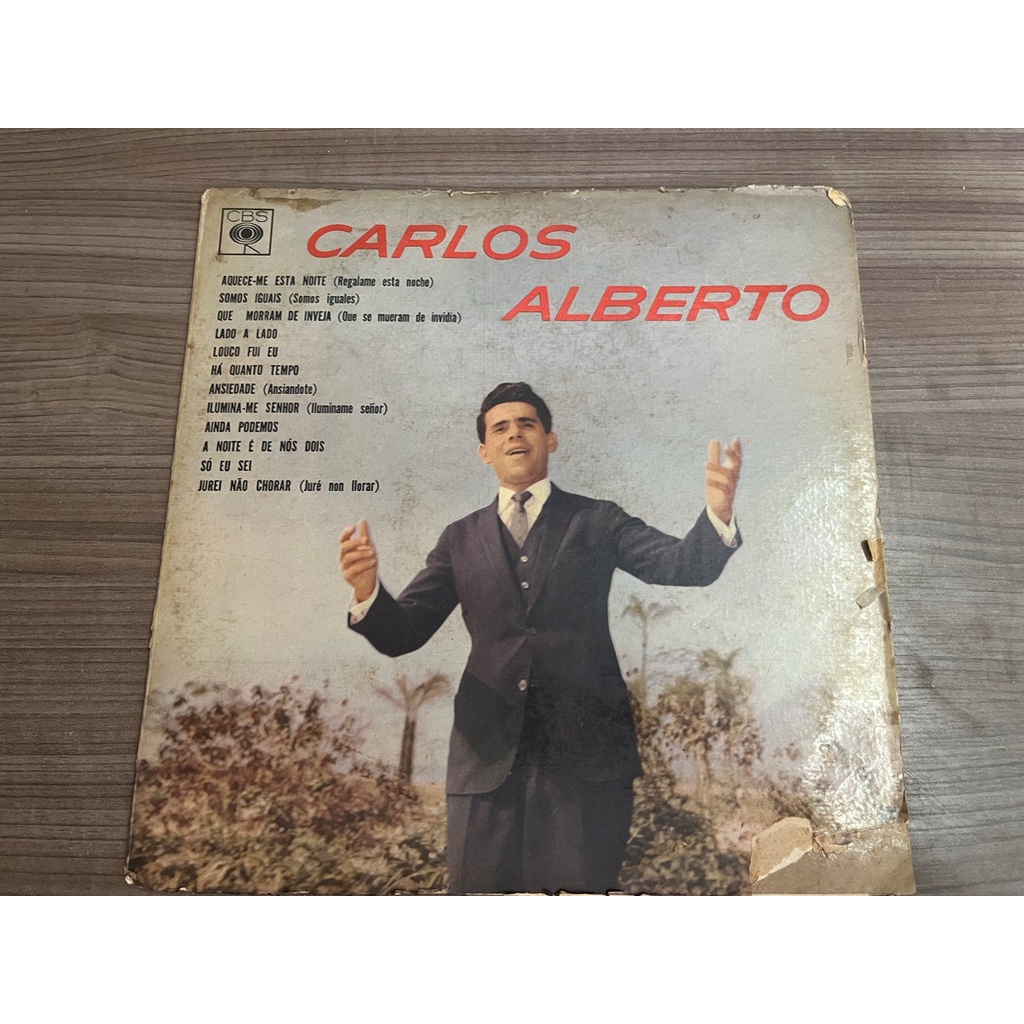 CBS
CARLOS
ALBERTO
AQUECE-ME ESTA NOITE (Regalame esta noche)
SOMOS IGUAIS (Somos iguales)
QUE MORRAM DE INVEJA (Que se mueram de invidia)
LADO A LADO
LOUCO FUI EU
HÁ QUANTO TEMPO
ANSIEDADE (Ansiandote)
ILUMINA-ME SENHOR (Iluminame señor)
AINDA PODEMOS
A NOITE É DE NÓS DOIS
SÓ EU SEI
JUREI NÃO CHORAR (Juré non llorar)